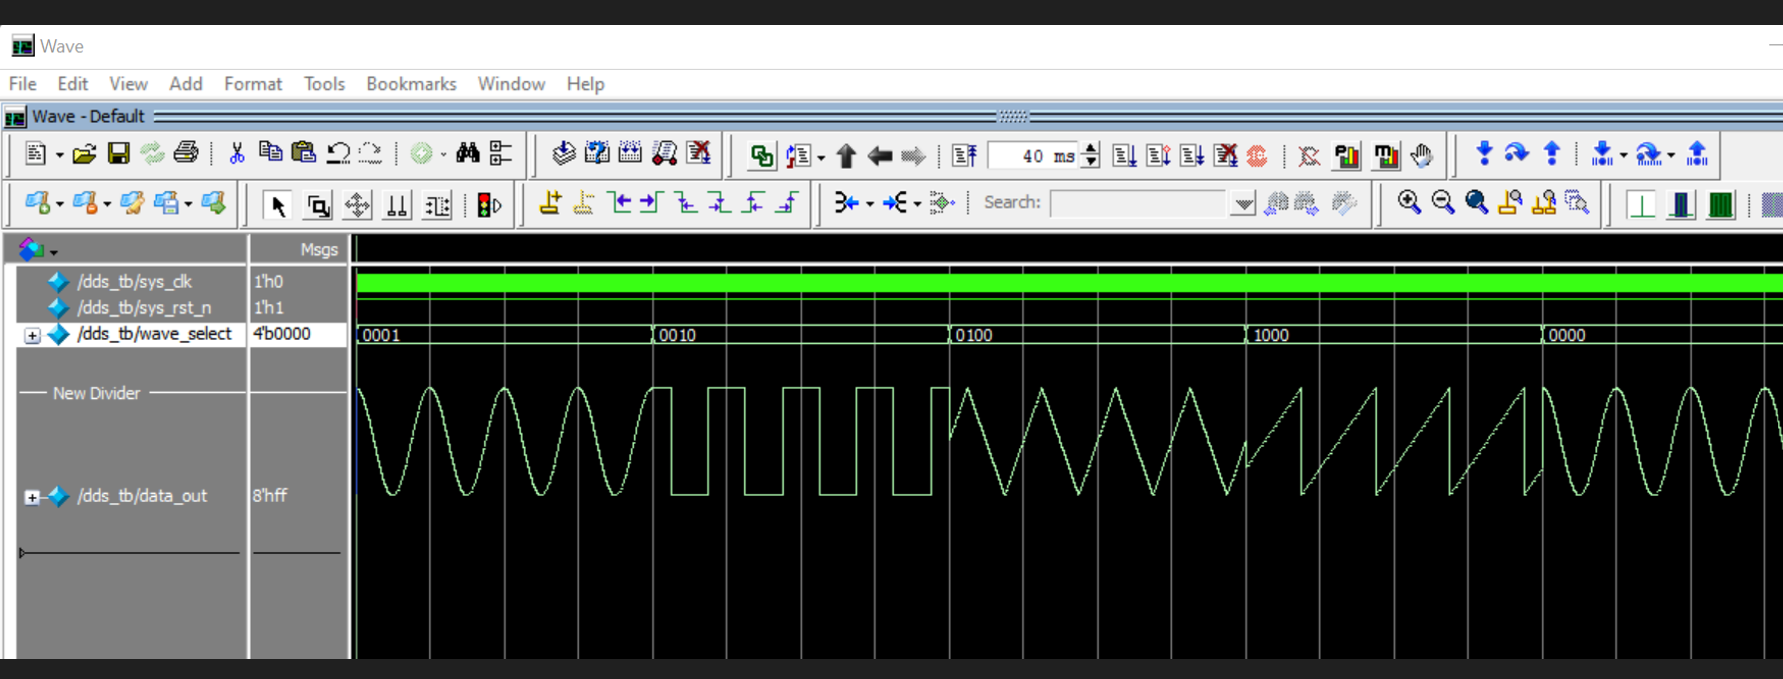 Wave
File Edit View Add Format Tools Bookmarks Window Help
Wave - Default
40 ms
Search:
Msgs
/dds_tb/sys_clk 1'h0
/dds_tb/sys_rst_n 1'h1
/dds_tb/wave_select 4'b0000 0001 0010 0100 1000 0000
New Divider
/dds_tb/data_out 8'hff